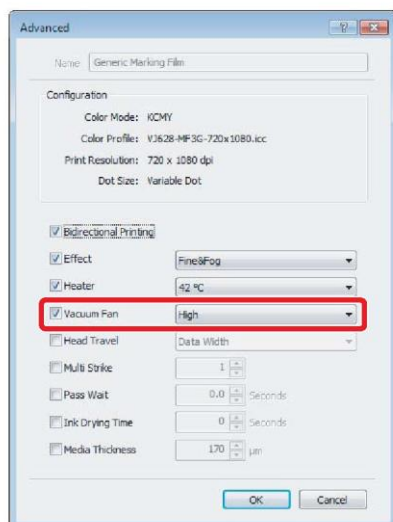 Advanced
Name Generic Marking Film
Configuration
Color Mode: KCMY
Color Profile: VJ628-MF3G-720x1080.icc
Print Resolution: 720 x 1080 dpi
Dot Size: Variable Dot
Bidirectional Printing
Effect Fine&Fog
Heater 42 ºC
Vacuum Fan High
Head Travel Data Width
Multi Strike 1
Pass Wait 0.0 Seconds
Ink Drying Time 0 Seconds
Media Thickness 170 µm
OK Cancel